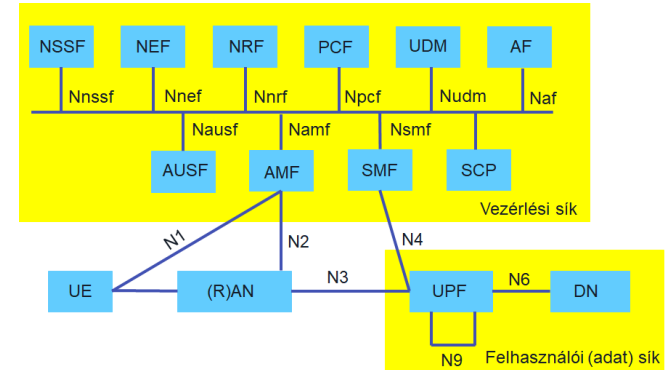 NSSF NEF NRF PCF UDM AF
Nnssf Nnef Nnrf Npcf Nudm Naf
Nausf Namf Nsmf
AUSF AMF SMF SCP
Vezérlési sík
N1 N2 N4
UE (R)AN N3 UPF N6 DN
N9 Felhasználói (adat) sík